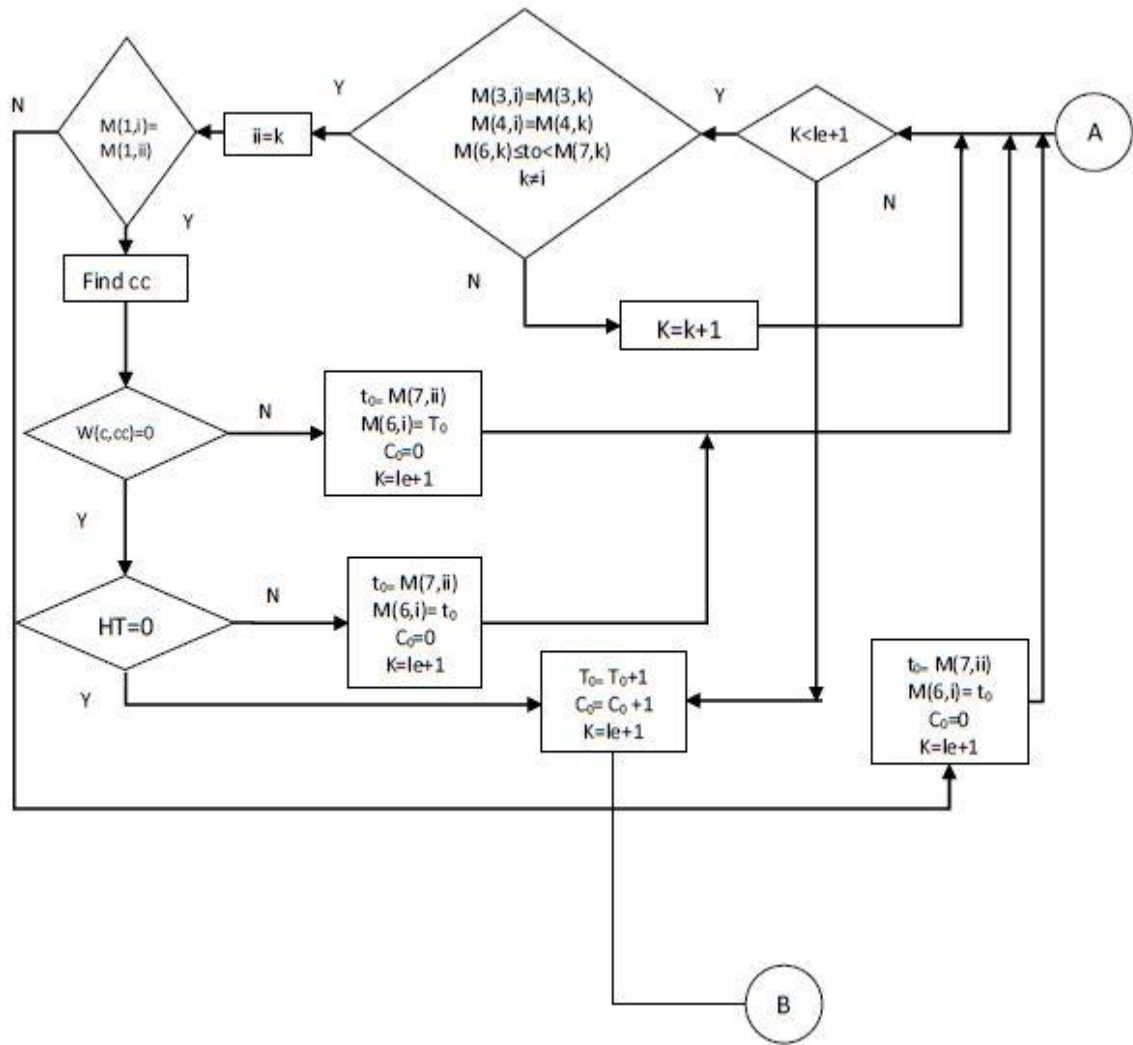 N
M(1,i)=
M(1,ii)
Y
ii=k
Y
M(3,i)=M(3,k)
M(4,i)=M(4,k)
M(6,k)≤to<M(7,k)
k≠i
Y
K<le+1
A
N
N
K=k+1
Find cc
W(c,cc)=0
N
t₀= M(7,ii)
M(6,i)= T₀
C₀=0
K=le+1
Y
HT=0
N
t₀= M(7,ii)
M(6,i)= t₀
C₀=0
K=le+1
Y
T₀= T₀+1
C₀= C₀ +1
K=le+1
t₀= M(7,ii)
M(6,i)= t₀
C₀=0
K=le+1
B